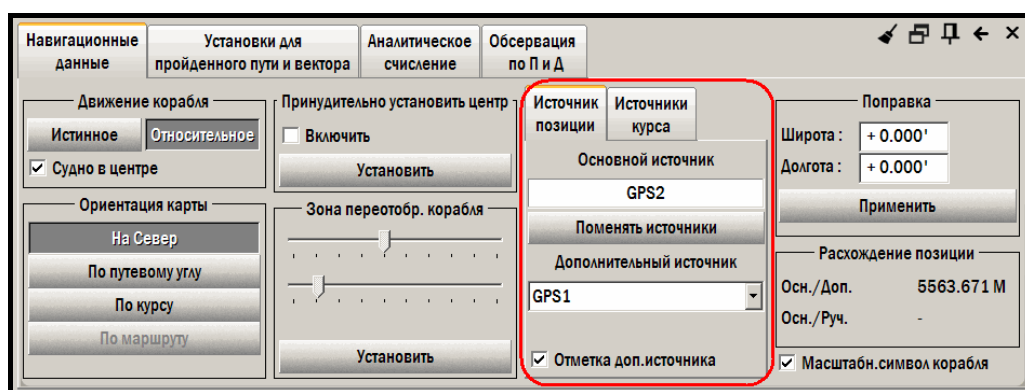 Навигационные данные
Установки для пройденного пути и вектора
Аналитическое счисление
Обсервация по П и Д
Движение корабля
Истинное
Относительное
Судно в центре
Ориентация карты
На Север
По путевому углу
По курсу
По маршруту
Принудительно установить центр
Включить
Установить
Зона переотобр. корабля
Установить
Источник позиции
Источники курса
Основной источник
GPS2
Поменять источники
Дополнительный источник
GPS1
Отметка доп.источника
Поправка
Широта : + 0.000'
Долгота : + 0.000'
Применить
Расхождение позиции
Осн./Доп. 5563.671 М
Осн./Руч. -
Масштабн.символ корабля